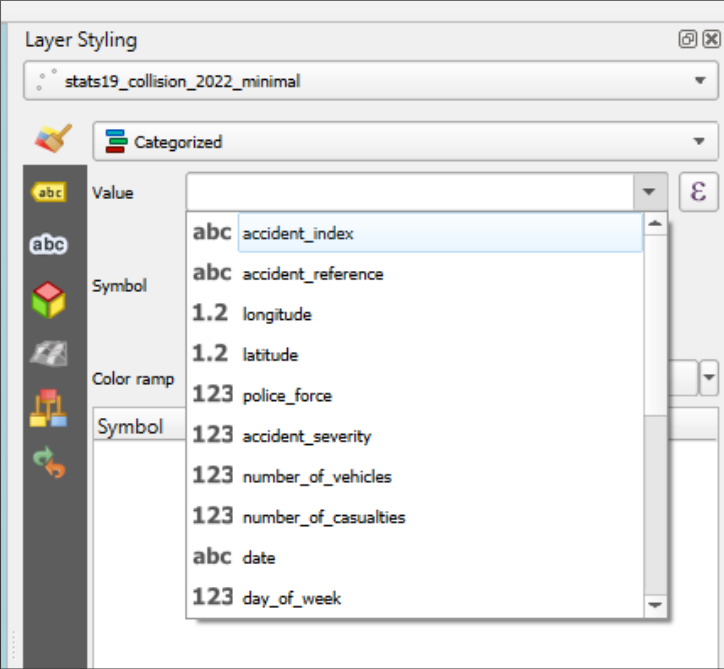 Layer Styling
stats19_collision_2022_minimal
Categorized
abc
Value
ε
abc
abc accident_index
abc accident_reference
Symbol
1.2 longitude
1.2 latitude
Color ramp
123 police_force
123 accident_severity
Symbol
123 number_of_vehicles
123 number_of_casualties
abc date
123 day_of_week